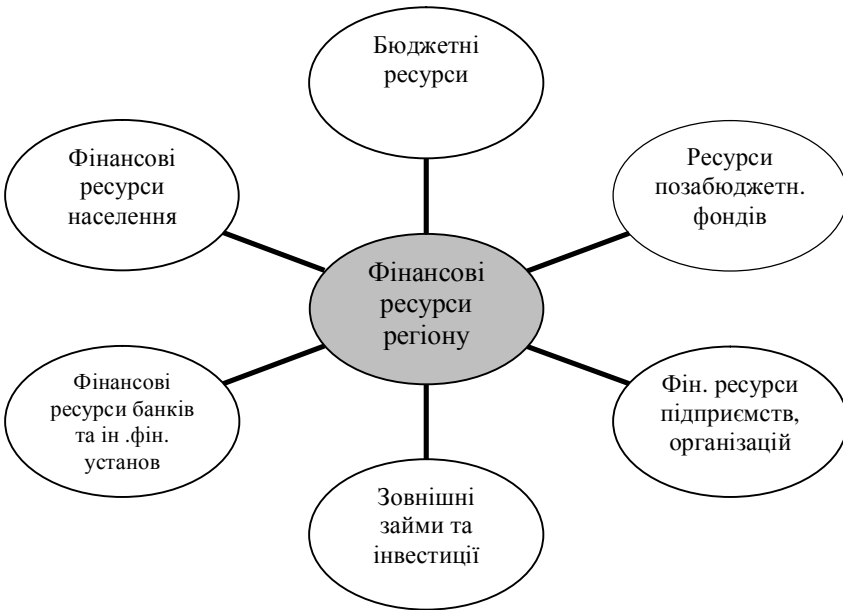 Бюджетні
ресурси
Фінансові
ресурси
населення
Ресурси
позабюджетн.
фондів
Фінансові
ресурси
регіону
Фінансові
ресурси банків
та ін .фін.
установ
Фін. ресурси
підприємств,
організацій
Зовнішні
займи та
інвестиції